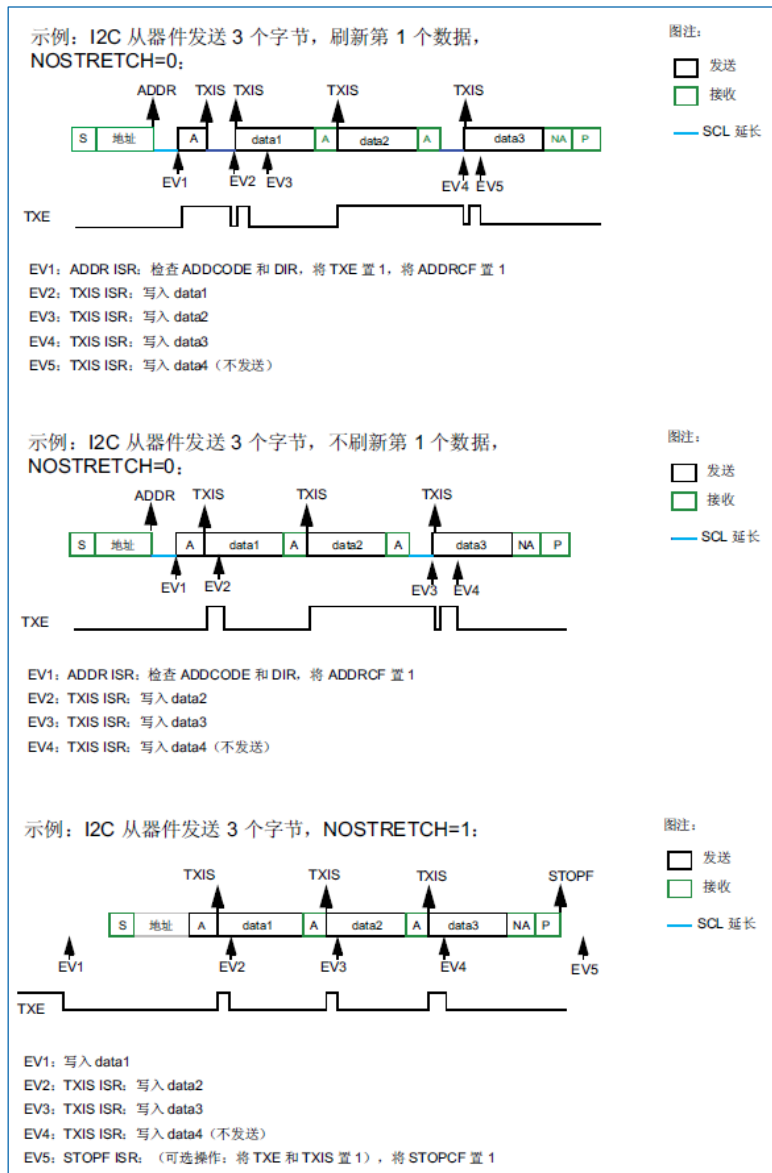 示例：I2C 从器件发送 3 个字节，刷新第 1 个数据，
NOSTRETCH=0：
图注：
发送
接收
SCL 延长
ADDR TXIS TXIS TXIS TXIS
S 地址 A data1 A data2 A data3 NA P
EV1 EV2 EV3 EV4 EV5
TXE
EV1：ADDR ISR：检查 ADDCODE 和 DIR，将 TXE 置 1，将 ADDRCF 置 1
EV2：TXIS ISR：写入 data1
EV3：TXIS ISR：写入 data2
EV4：TXIS ISR：写入 data3
EV5：TXIS ISR：写入 data4（不发送）
示例：I2C 从器件发送 3 个字节，不刷新第 1 个数据，
NOSTRETCH=0：
图注：
发送
接收
SCL 延长
ADDR TXIS TXIS TXIS
S 地址 A data1 A data2 A data3 NA P
EV1 EV2 EV3 EV4
TXE
EV1：ADDR ISR：检查 ADDCODE 和 DIR，将 ADDRCF 置 1
EV2：TXIS ISR：写入 data2
EV3：TXIS ISR：写入 data3
EV4：TXIS ISR：写入 data4（不发送）
示例：I2C 从器件发送 3 个字节，NOSTRETCH=1：
图注：
发送
接收
SCL 延长
TXIS TXIS TXIS STOPF
S 地址 A data1 A data2 A data3 NA P
EV1 EV2 EV3 EV4 EV5
TXE
EV1：写入 data1
EV2：TXIS ISR：写入 data2
EV3：TXIS ISR：写入 data3
EV4：TXIS ISR：写入 data4（不发送）
EV5：STOPF ISR：（可选操作：将 TXE 和 TXIS 置 1），将 STOPCF 置 1